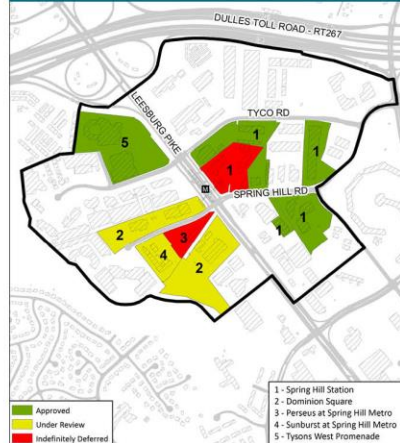 DULLES TOLL ROAD - RT267
LEESBURG PIKE
TYCO RD
5
1
1
1
M
SPRING HILL RD
1
1
2
3
4
2
Approved
Under Review
Indefinitely Deferred
1 - Spring Hill Station
2 - Dominion Square
3 - Perseus at Spring Hill Metro
4 - Sunburst at Spring Hill Metro
5 - Tysons West Promenade